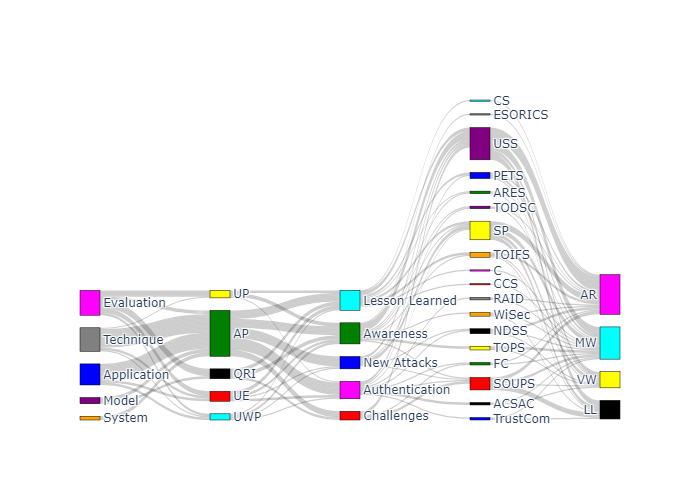 Evaluation
Technique
Application
Model
System
UP
AP
QRI
UE
UWP
Lesson Learned
Awareness
New Attacks
Authentication
Challenges
CS
ESORICS
USS
PETS
ARES
TODSC
SP
TOIFS
C
CCS
RAID
WiSec
NDSS
TOPS
FC
SOUPS
ACSAC
TrustCom
AR
MW
VW
LL